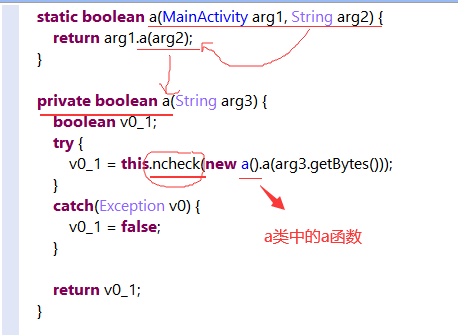 static boolean a(MainActivity arg1, String arg2) {
return arg1.a(arg2);
}
private boolean a(String arg3) {
boolean v0_1;
try {
v0_1 = this.ncheck(new a().a(arg3.getBytes()));
}
catch(Exception v0) {
v0_1 = false;
a类中的a函数
}
return v0_1;
}